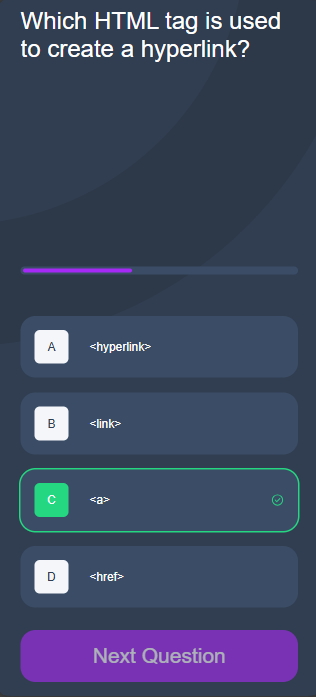 Which HTML tag is used
to create a hyperlink?
A <hyperlink>
B <link>
C <a>
D <href>
Next Question